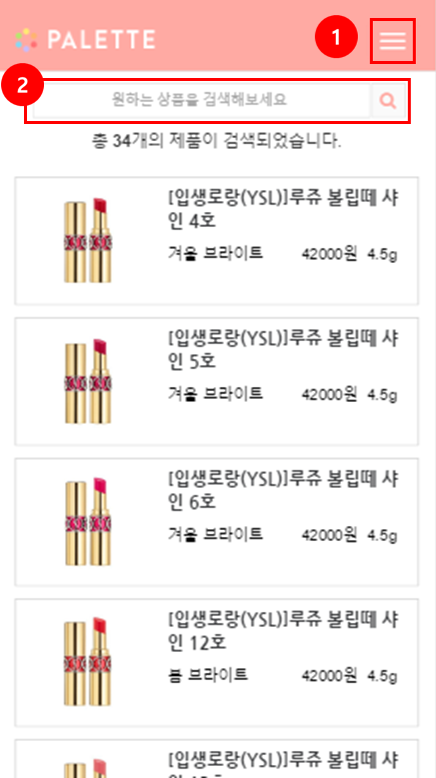 1
PALETTE
2
원하는 상품을 검색해보세요
총 34개의 제품이 검색되었습니다.
[입생로랑(YSL)]루쥬 볼립떼 샤
인 4호
겨울 브라이트 42000원 4.5g
[입생로랑(YSL)]루쥬 볼립떼 샤
인 5호
겨울 브라이트 42000원 4.5g
[입생로랑(YSL)]루쥬 볼립떼 샤
인 6호
겨울 브라이트 42000원 4.5g
[입생로랑(YSL)]루쥬 볼립떼 샤
인 12호
봄 브라이트 42000원 4.5g
[입생로랑(YSL)]루쥬 볼립떼 샤